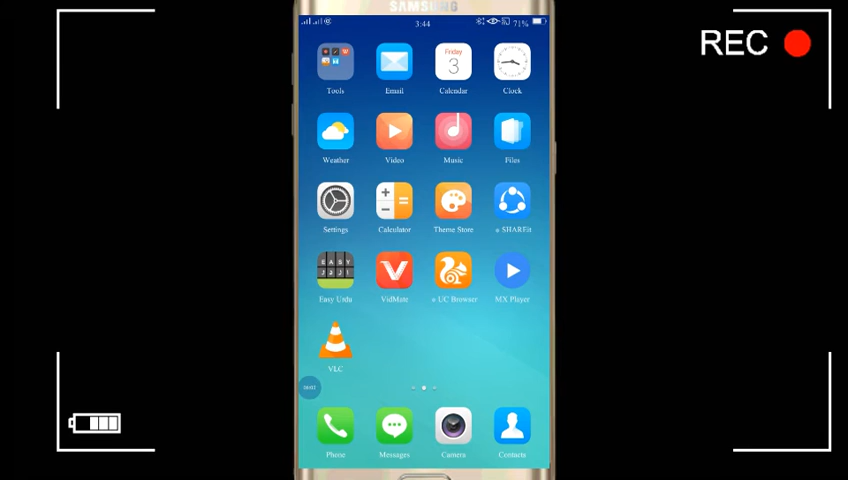 SAMSUNG
REC
3:44
71%
Friday
3
Tools
Email
Calendar
Clock
Weather
Video
Music
Files
Settings
Calculator
Theme Store
SHAREit
EASY
Easy Urdu
VidMate
UC Browser
MX Player
VLC
Phone
Messages
Camera
Contacts